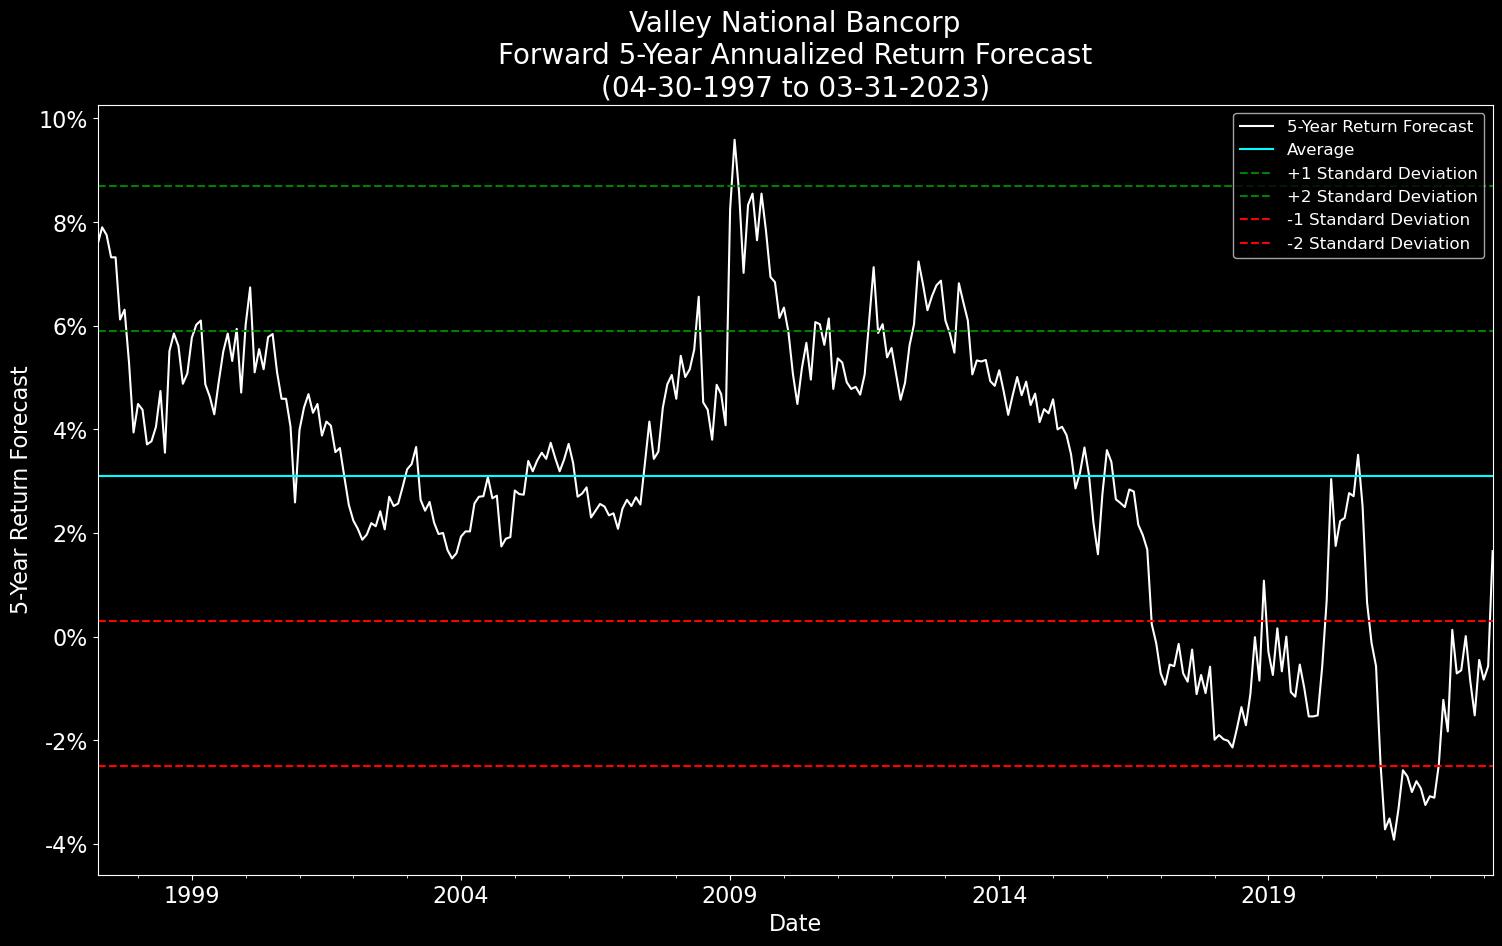 Valley National Bancorp
Forward 5-Year Annualized Return Forecast
(04-30-1997 to 03-31-2023)
5-Year Return Forecast
Average
+1 Standard Deviation
+2 Standard Deviation
-1 Standard Deviation
-2 Standard Deviation
5-Year Return Forecast
10%
8%
6%
4%
2%
0%
-2%
-4%
1999 2004 2009 2014 2019
Date